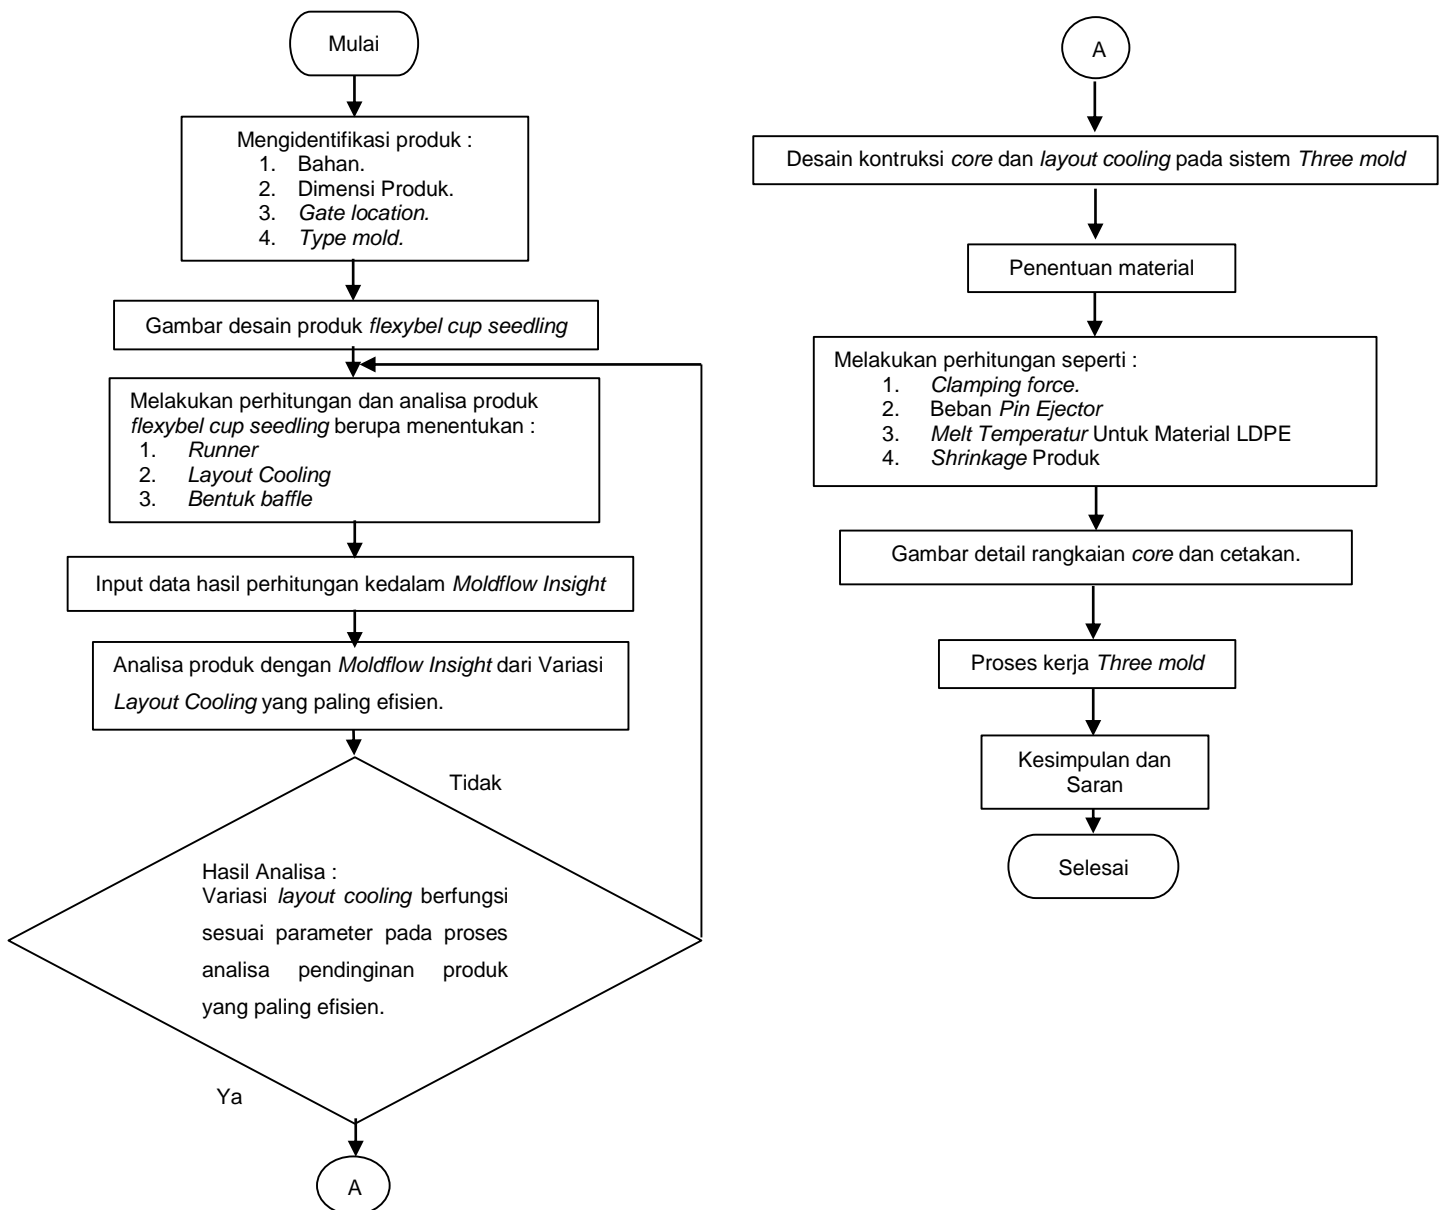 Mulai
Mengidentifikasi produk :
1. Bahan.
2. Dimensi Produk.
3. Gate location.
4. Type mold.
Gambar desain produk flexybel cup seedling
Melakukan perhitungan dan analisa produk
flexybel cup seedling berupa menentukan :
1. Runner
2. Layout Cooling
3. Bentuk baffle
Input data hasil perhitungan kedalam Moldflow Insight
Analisa produk dengan Moldflow Insight dari Variasi
Layout Cooling yang paling efisien.
Tidak
Hasil Analisa :
Variasi layout cooling berfungsi
sesuai parameter pada proses
analisa pendinginan produk
yang paling efisien.
Ya
A
A
Desain kontruksi core dan layout cooling pada sistem Three mold
Penentuan material
Melakukan perhitungan seperti :
1. Clamping force.
2. Beban Pin Ejector
3. Melt Temperatur Untuk Material LDPE
4. Shrinkage Produk
Gambar detail rangkaian core dan cetakan.
Proses kerja Three mold
Kesimpulan dan
Saran
Selesai